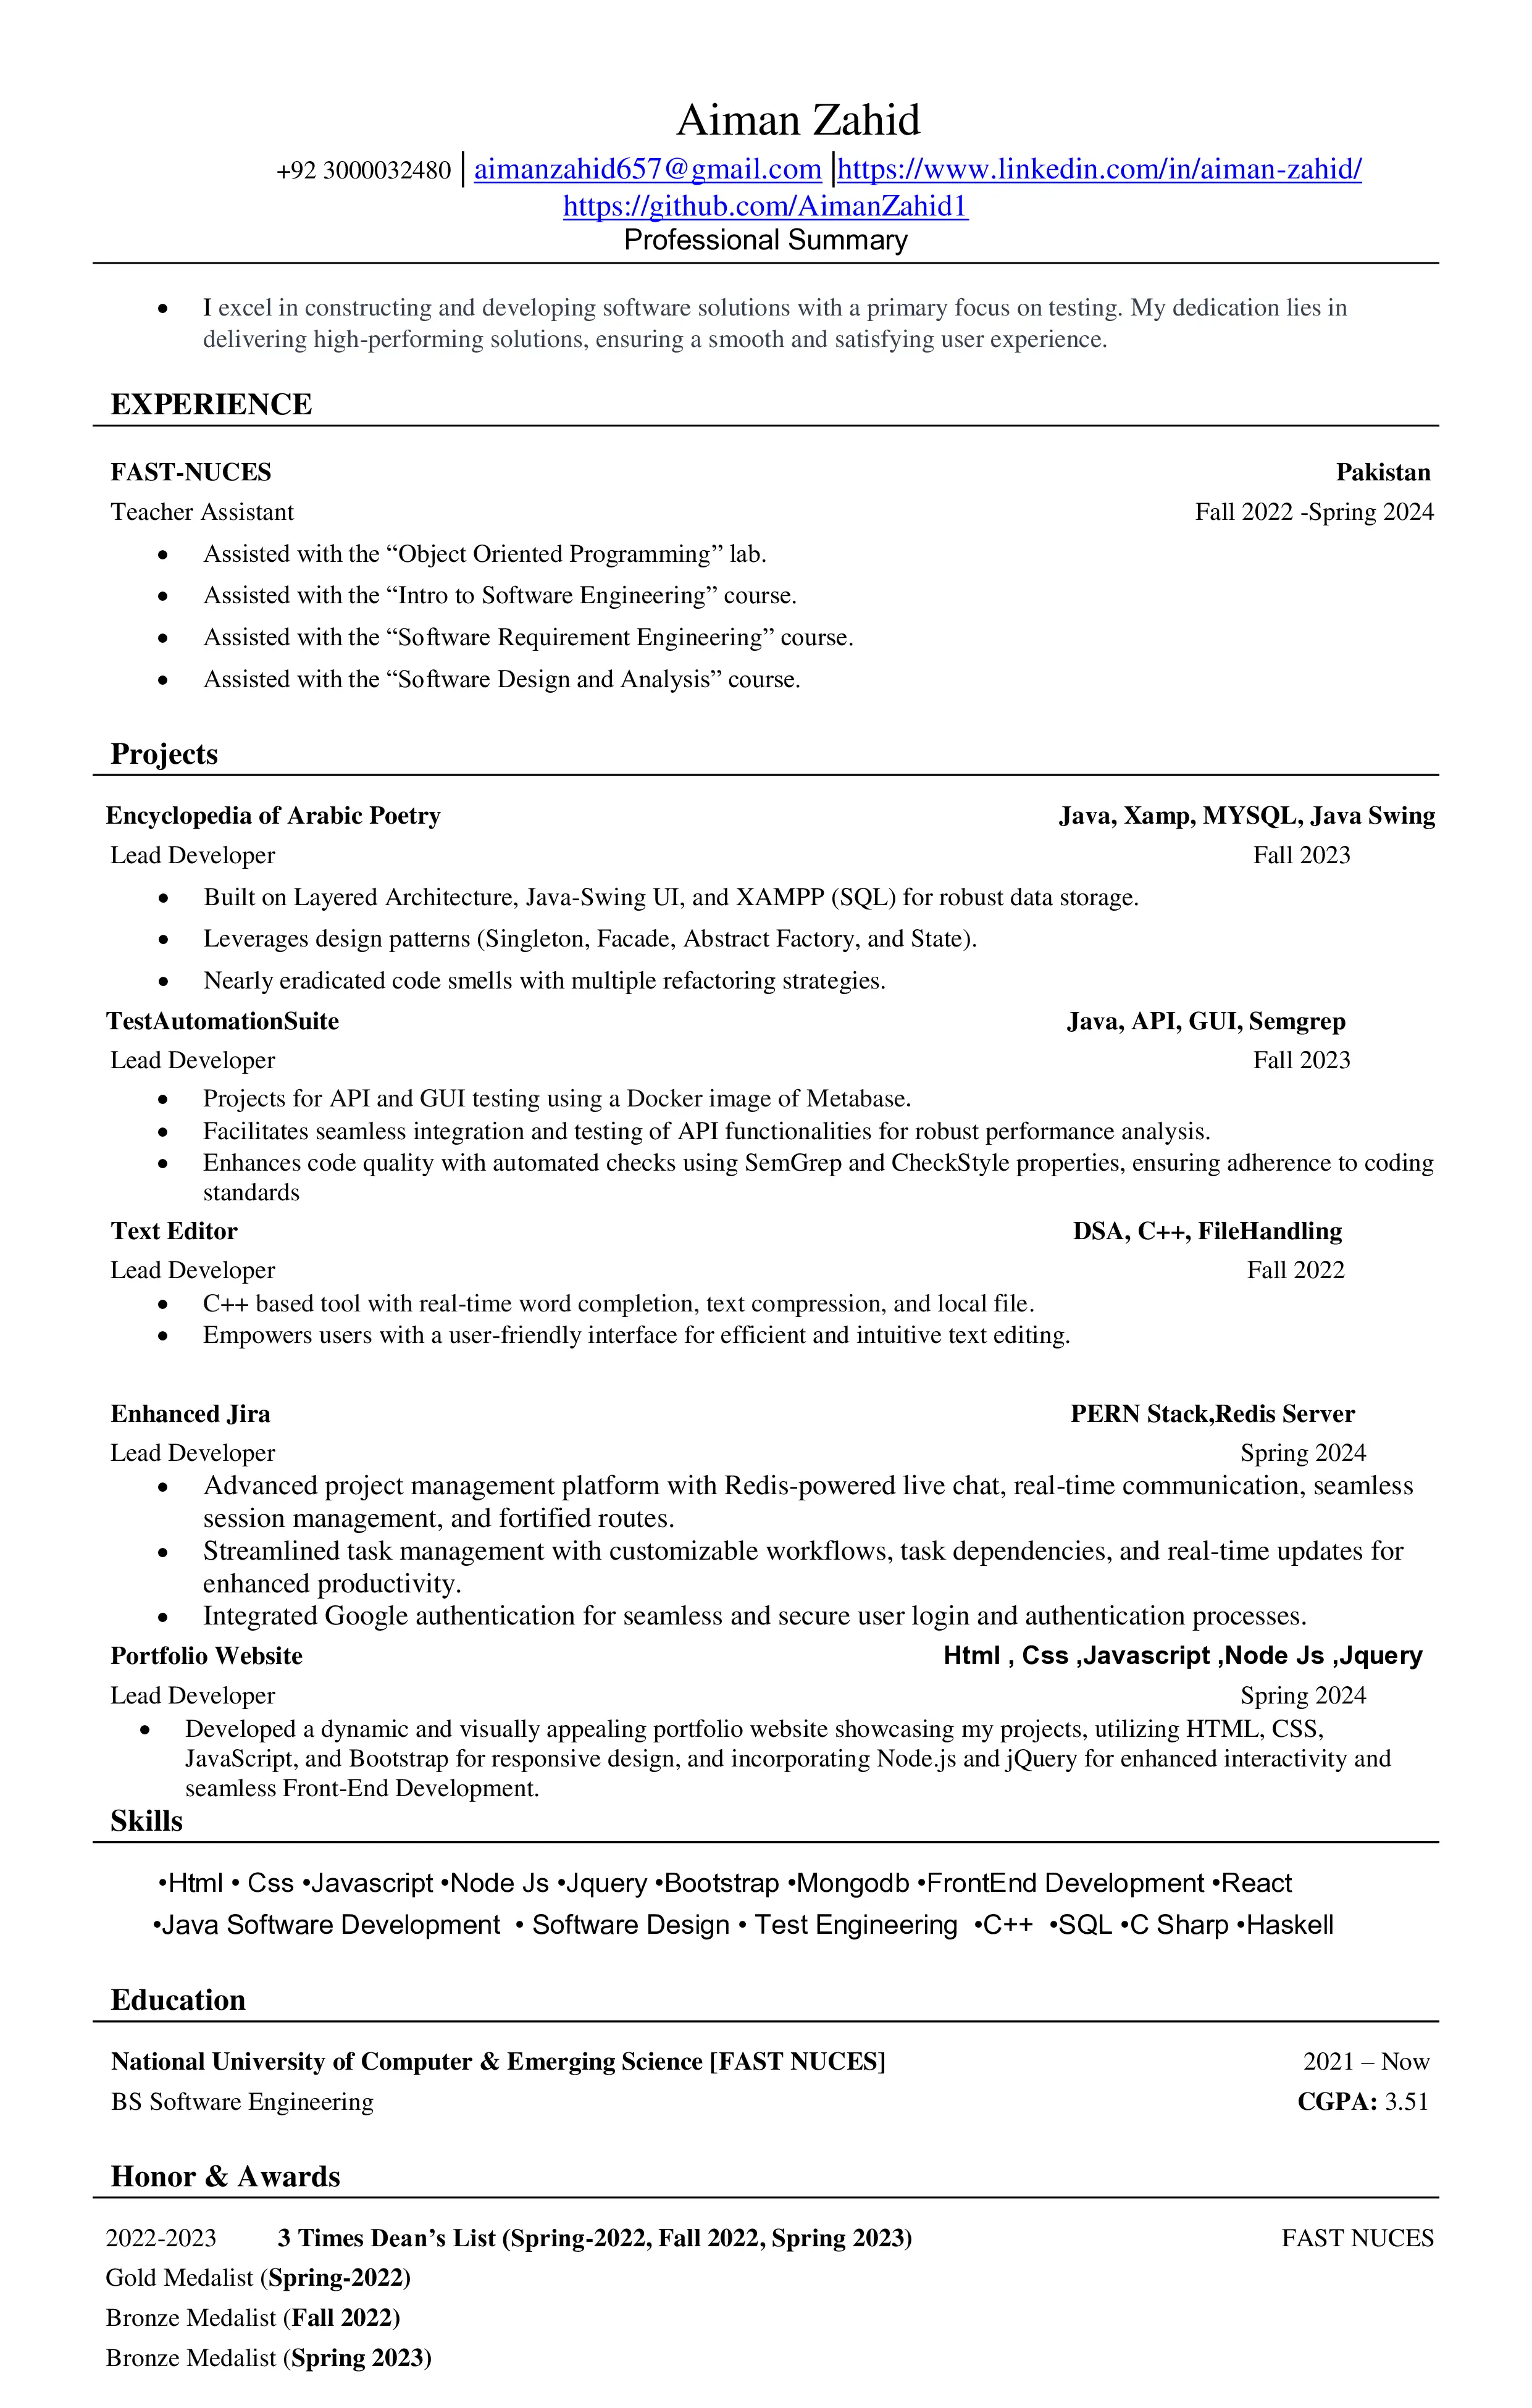 Aiman Zahid
+92 3000032480 | aimanzahid657@gmail.com |https://www.linkedin.com/in/aiman-zahid/
https://github.com/AimanZahid1
Professional Summary
• I excel in constructing and developing software solutions with a primary focus on testing. My dedication lies in
delivering high-performing solutions, ensuring a smooth and satisfying user experience.
EXPERIENCE
FAST-NUCES Pakistan
Teacher Assistant Fall 2022 -Spring 2024
• Assisted with the “Object Oriented Programming” lab.
• Assisted with the “Intro to Software Engineering” course.
• Assisted with the “Software Requirement Engineering” course.
• Assisted with the “Software Design and Analysis” course.
Projects
Encyclopedia of Arabic Poetry Java, Xamp, MYSQL, Java Swing
Lead Developer Fall 2023
• Built on Layered Architecture, Java-Swing UI, and XAMPP (SQL) for robust data storage.
• Leverages design patterns (Singleton, Facade, Abstract Factory, and State).
• Nearly eradicated code smells with multiple refactoring strategies.
TestAutomationSuite Java, API, GUI, Semgrep
Lead Developer Fall 2023
• Projects for API and GUI testing using a Docker image of Metabase.
• Facilitates seamless integration and testing of API functionalities for robust performance analysis.
• Enhances code quality with automated checks using SemGrep and CheckStyle properties, ensuring adherence to coding
standards
Text Editor DSA, C++, FileHandling
Lead Developer Fall 2022
• C++ based tool with real-time word completion, text compression, and local file.
• Empowers users with a user-friendly interface for efficient and intuitive text editing.
Enhanced Jira PERN Stack,Redis Server
Lead Developer Spring 2024
• Advanced project management platform with Redis-powered live chat, real-time communication, seamless
session management, and fortified routes.
• Streamlined task management with customizable workflows, task dependencies, and real-time updates for
enhanced productivity.
• Integrated Google authentication for seamless and secure user login and authentication processes.
Portfolio Website Html , Css ,Javascript ,Node Js ,Jquery
Lead Developer Spring 2024
• Developed a dynamic and visually appealing portfolio website showcasing my projects, utilizing HTML, CSS,
JavaScript, and Bootstrap for responsive design, and incorporating Node.js and jQuery for enhanced interactivity and
seamless Front-End Development.
Skills
•Html • Css •Javascript •Node Js •Jquery •Bootstrap •Mongodb •FrontEnd Development •React
•Java Software Development • Software Design • Test Engineering •C++ •SQL •C Sharp •Haskell
Education
National University of Computer & Emerging Science [FAST NUCES] 2021 – Now
BS Software Engineering CGPA: 3.51
Honor & Awards
2022-2023 3 Times Dean’s List (Spring-2022, Fall 2022, Spring 2023) FAST NUCES
Gold Medalist (Spring-2022)
Bronze Medalist (Fall 2022)
Bronze Medalist (Spring 2023)